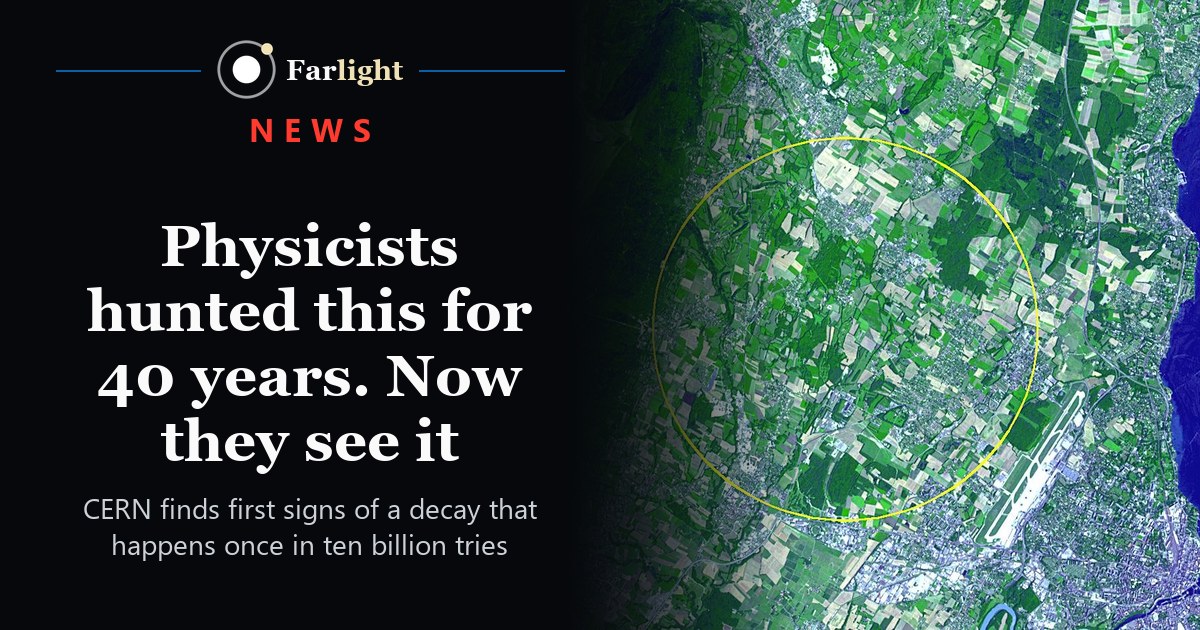 Farlight
NEWS
Physicists
hunted this for
40 years. Now
they see it
CERN finds first signs of a decay that
happens once in ten billion tries